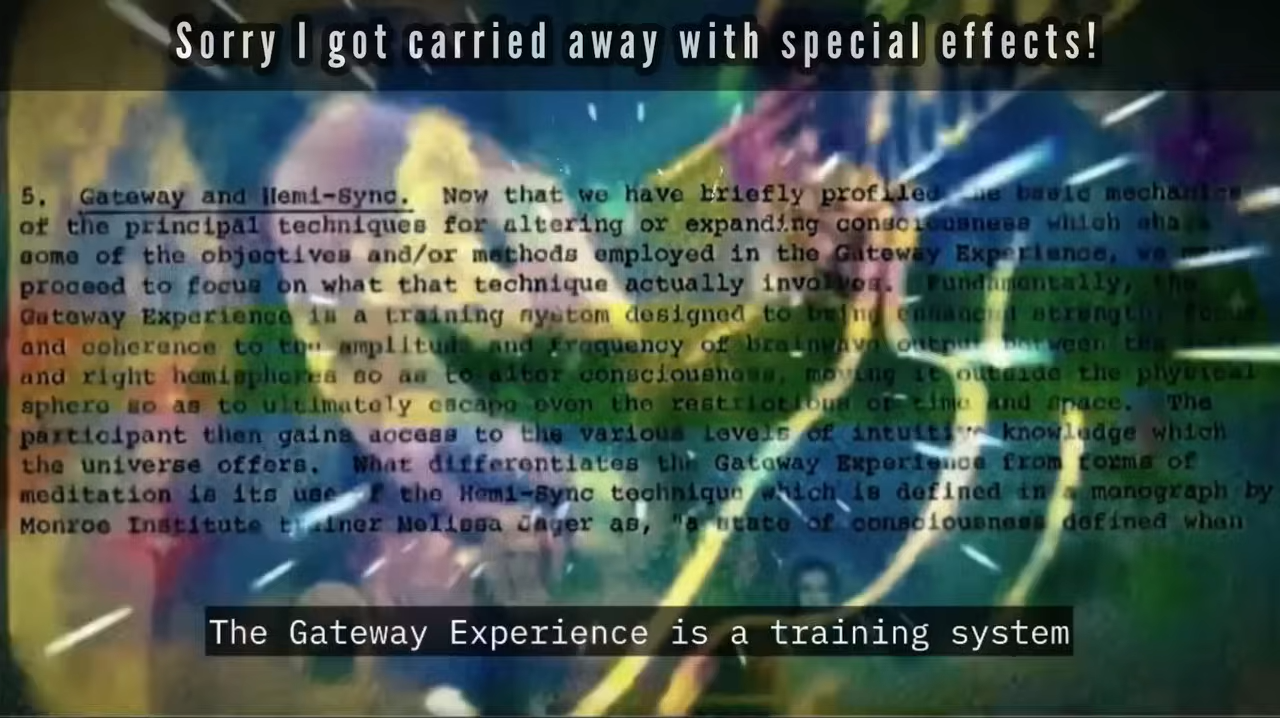 Sorry I got carried away with special effects!
5. Gateway and Hemi-Sync. Now that we have briefly profiled basic mechanics
of the principal techniques for altering or expanding consciousness which
some of the objectives and/or methods employed in the Gateway Experience, we
proceed to focus on what that technique actually involves. Fundamentally, the
Gateway Experience is a training system designed to bring enhanced strength, focus
and coherence to the amplitude and frequency of brainwave output between the
and right hemispheres so as to alter consciousness, moving it outside the physical
sphere so as to ultimately escape even the restrictions of time and space. The
participant then gains access to the various levels of intuitive knowledge which
the universe offers. What differentiates the Gateway Experience from forms of
meditation is its use of the Hemi-Sync technique which is defined in a monograph by
Monroe Institute trainer Melissa Jager as, "a state of consciousness defined when
The Gateway Experience is a training system